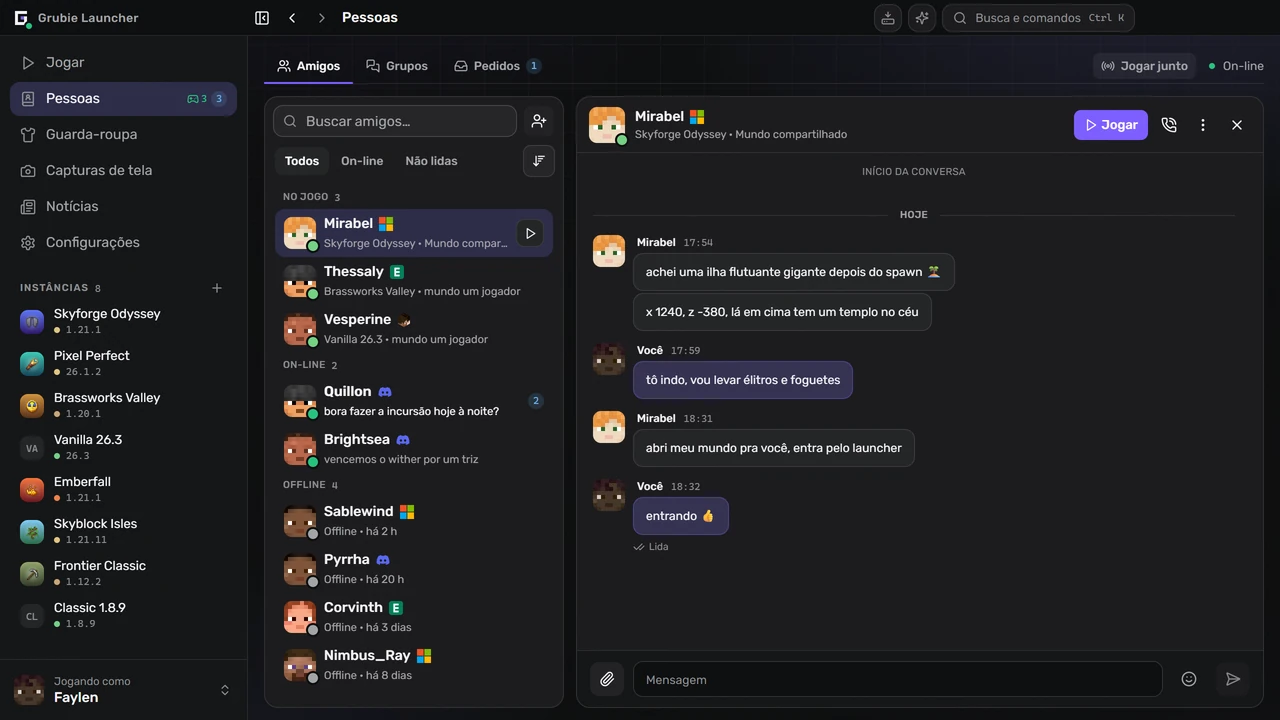 Grubie Launcher
Pessoas
Busca e comandos Ctrl K
Jogar
Pessoas 3 3
Guarda-roupa
Capturas de tela
Notícias
Configurações
INSTÂNCIAS 8
Skyforge Odyssey
1.21.1
Pixel Perfect
26.1.2
Brassworks Valley
1.20.1
VA
Vanilla 26.3
26.3
Emberfall
1.21.1
Skyblock Isles
1.21.11
Frontier Classic
1.12.2
CL
Classic 1.8.9
1.8.9
Jogando como
Faylen
Amigos
Grupos
Pedidos 1
Jogar junto
On-line
Buscar amigos...
Todos
On-line
Não lidas
NO JOGO 3
Mirabel
Skyforge Odyssey • Mundo compar...
Thessaly E
Brassworks Valley • mundo um jogador
Vesperine
Vanilla 26.3 • mundo um jogador
ON-LINE 2
Quillon
bora fazer a incursão hoje à noite? 2
Brightsea
vencemos o wither por um triz
OFFLINE 4
Sablewind
Offline • há 2 h
Pyrrha
Offline • há 20 h
Corvinth E
Offline • há 3 dias
Nimbus_Ray
Offline • há 8 dias
Mirabel
Skyforge Odyssey • Mundo compartilhado
Jogar
INÍCIO DA CONVERSA
HOJE
Mirabel 17:54
achei uma ilha flutuante gigante depois do spawn 🏝️
x 1240, z -380, lá em cima tem um templo no céu
Você 17:59
tô indo, vou levar élitros e foguetes
Mirabel 18:31
abri meu mundo pra você, entra pelo launcher
Você 18:32
entrando 👍
Lida
Mensagem